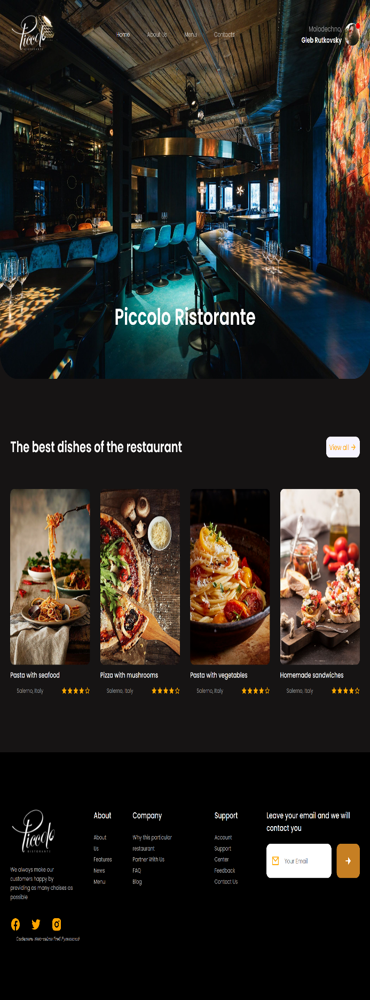 Piccolo
RISTORANTE
Home
About Us
Menu
Contacts
Molodechno,
Gleb Rutkovsky
Piccolo Ristorante
The best dishes of the restaurant
View all →
Pasta with seafood
Salerno, Italy
Pizza with mushrooms
Salerno, Italy
Pasta with vegetables
Salerno, Italy
Homemade sandwiches
Salerno, Italy
Piccolo
RISTORANTE
We always make our
customers happy by
providing as many choises as
possible
Создатель Web-сайта Глеб Рутковский
About
About
Us
Features
News
Menu
Company
Why this particular
restaurant
Partner With Us
FAQ
Blog
Support
Account
Support
Center
Feedback
Contact Us
Leave your email and we will
contact you
Your Email